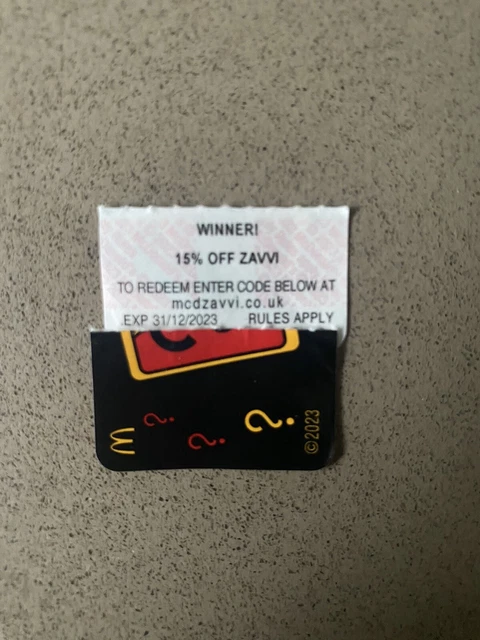 WINNER!
15% OFF ZAVVI
TO REDEEM ENTER CODE BELOW AT
mcdzavvi.co.uk
EXP 31/12/2023 RULES APPLY
? ? ?
©2023